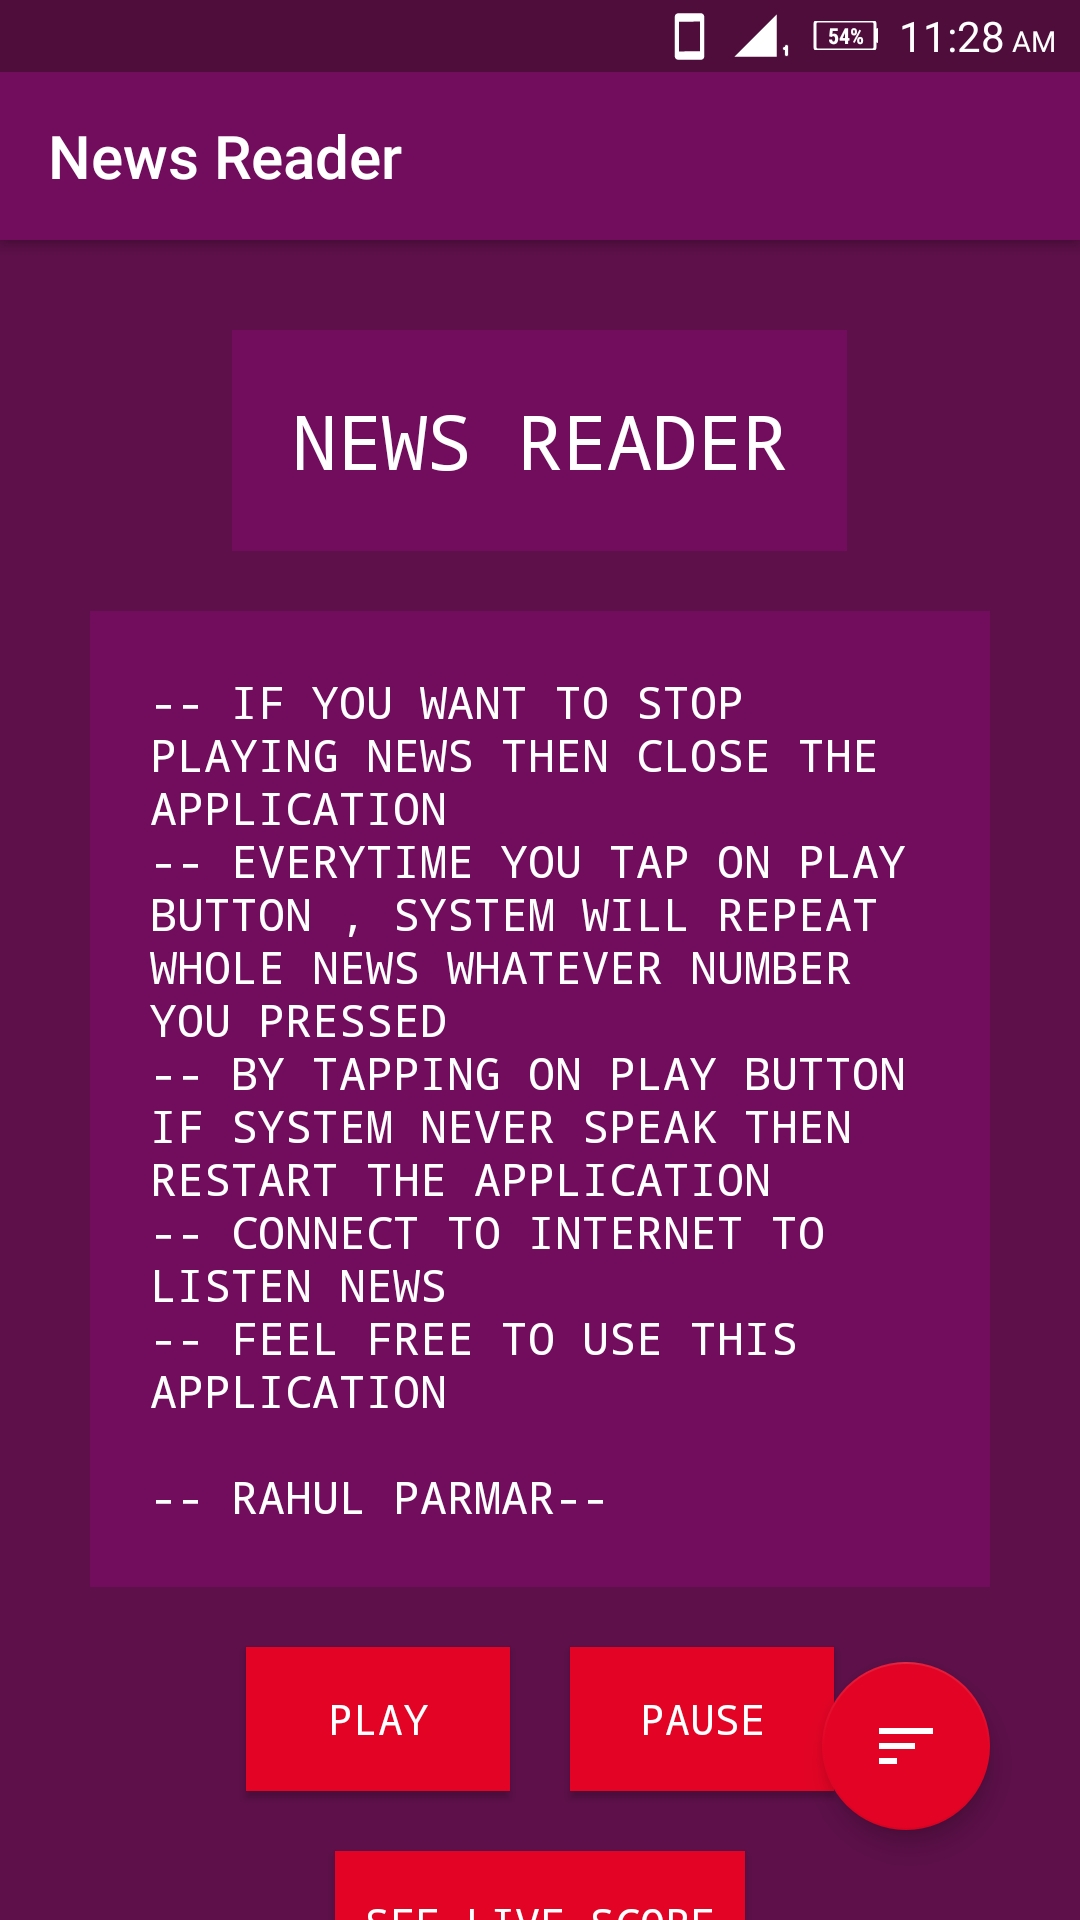 54% 11:28 AM
News Reader
NEWS READER
-- IF YOU WANT TO STOP
PLAYING NEWS THEN CLOSE THE
APPLICATION
-- EVERYTIME YOU TAP ON PLAY
BUTTON , SYSTEM WILL REPEAT
WHOLE NEWS WHATEVER NUMBER
YOU PRESSED
-- BY TAPPING ON PLAY BUTTON
IF SYSTEM NEVER SPEAK THEN
RESTART THE APPLICATION
-- CONNECT TO INTERNET TO
LISTEN NEWS
-- FEEL FREE TO USE THIS
APPLICATION
-- RAHUL PARMAR--
PLAY PAUSE
SEE LIVE SCORE